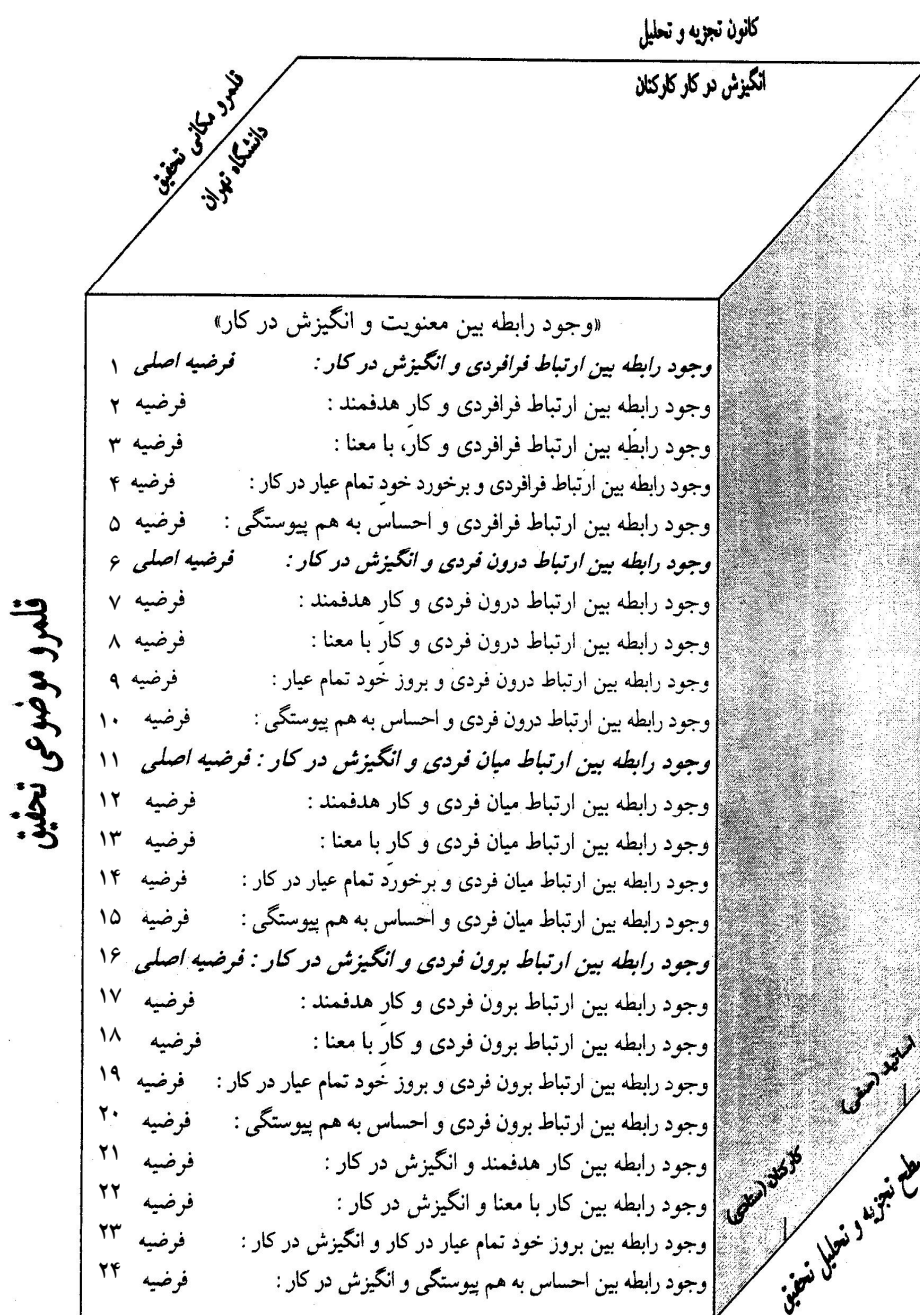 کانون تجزیه و تحلیل
انگیزش در کار کارکنان
قلمرو مکانی تحقیق
دانشگاه تهران
«وجود رابطه بین معنویت و انگیزش در کار»
وجود رابطه بین ارتباط فرافردی و انگیزش در کار : فرضیه اصلی ۱
وجود رابطه بین ارتباط فرافردی و کار هدفمند : فرضیه ۲
وجود رابطه بین ارتباط فرافردی و کار، با معنا : فرضیه ۳
وجود رابطه بین ارتباط فرافردی و برخورد خود تمام عیار در کار : فرضیه ۴
وجود رابطه بین ارتباط فرافردی و احساس به هم پیوستگی : فرضیه ۵
وجود رابطه بین ارتباط درون فردی و انگیزش در کار : فرضیه اصلی ۶
وجود رابطه بین ارتباط درون فردی و کار هدفمند : فرضیه ۷
وجود رابطه بین ارتباط درون فردی و کار با معنا : فرضیه ۸
وجود رابطه بین ارتباط درون فردی و بروز خود تمام عیار : فرضیه ۹
وجود رابطه بین ارتباط درون فردی و احساس به هم پیوستگی : فرضیه ۱۰
وجود رابطه بین ارتباط میان فردی و انگیزش در کار : فرضیه اصلی ۱۱
وجود رابطه بین ارتباط میان فردی و کار هدفمند : فرضیه ۱۲
وجود رابطه بین ارتباط میان فردی و کار با معنا : فرضیه ۱۳
وجود رابطه بین ارتباط میان فردی و برخورد تمام عیار در کار : فرضیه ۱۴
وجود رابطه بین ارتباط میان فردی و احساس به هم پیوستگی : فرضیه ۱۵
وجود رابطه بین ارتباط برون فردی و انگیزش در کار : فرضیه اصلی ۱۶
وجود رابطه بین ارتباط برون فردی و کار هدفمند : فرضیه ۱۷
وجود رابطه بین ارتباط برون فردی و کار با معنا : فرضیه ۱۸
وجود رابطه بین ارتباط برون فردی و بروز خود تمام عیار در کار : فرضیه ۱۹
وجود رابطه بین ارتباط برون فردی و احساس به هم پیوستگی : فرضیه ۲۰
وجود رابطه بین کار هدفمند و انگیزش در کار : فرضیه ۲۱
وجود رابطه بین کار با معنا و انگیزش در کار : فرضیه ۲۲
وجود رابطه بین بروز خود تمام عیار در کار و انگیزش در کار : فرضیه ۲۳
وجود رابطه بین احساس به هم پیوستگی و انگیزش در کار : فرضیه ۲۴
قلمرو موضوعی تحقیق
اساتید (صفی)
کارکنان (ستادی)
تجزیه و تحلیل تحقیق